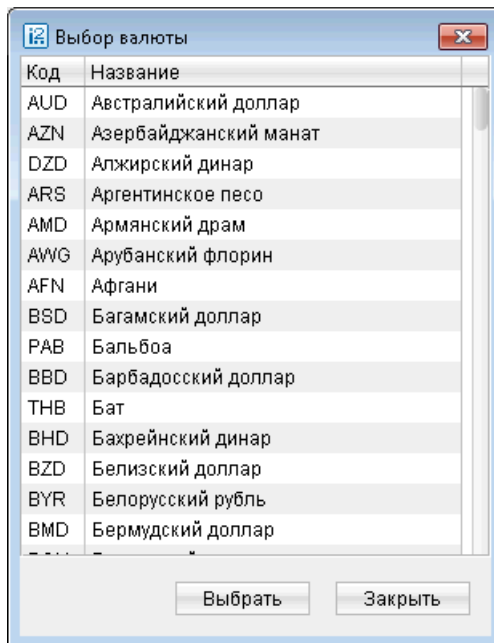 i2 Выбор валюты
Код Название
AUD Австралийский доллар
AZN Азербайджанский манат
DZD Алжирский динар
ARS Аргентинское песо
AMD Армянский драм
AWG Арубанский флорин
AFN Афгани
BSD Багамский доллар
PAB Бальбоа
BBD Барбадосский доллар
THB Бат
BHD Бахрейнский динар
BZD Белизский доллар
BYR Белорусский рубль
BMD Бермудский доллар
Выбрать Закрыть